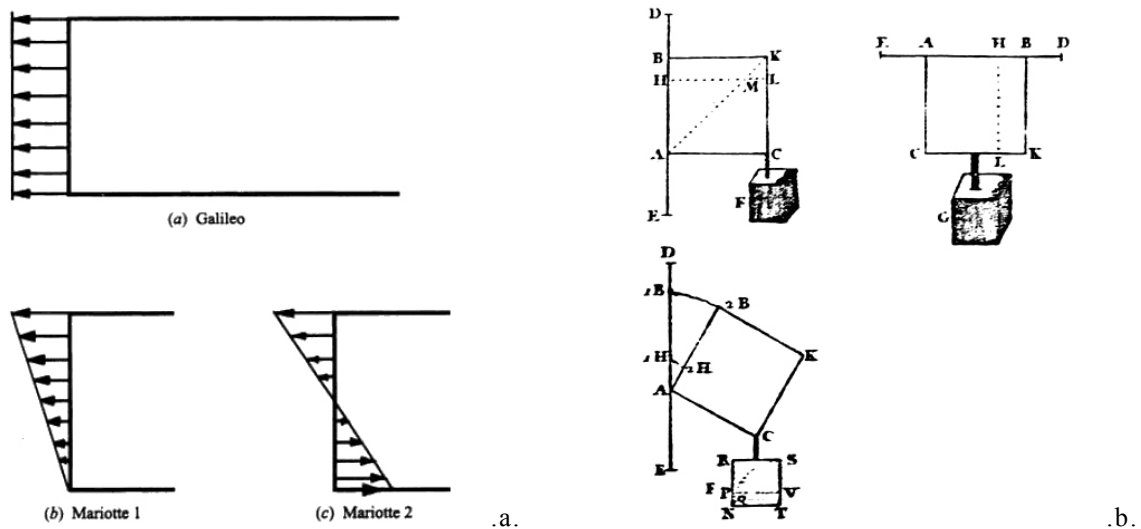 (a) Galileo
(b) Mariotte 1
(c) Mariotte 2
.a.
D
B
K
H
M
L
A
C
F
E
E
A
H
B
D
C
L
K
G
D
1B
2B
1H
2H
K
A
C
E
R
S
F
P
V
N
T
.b.